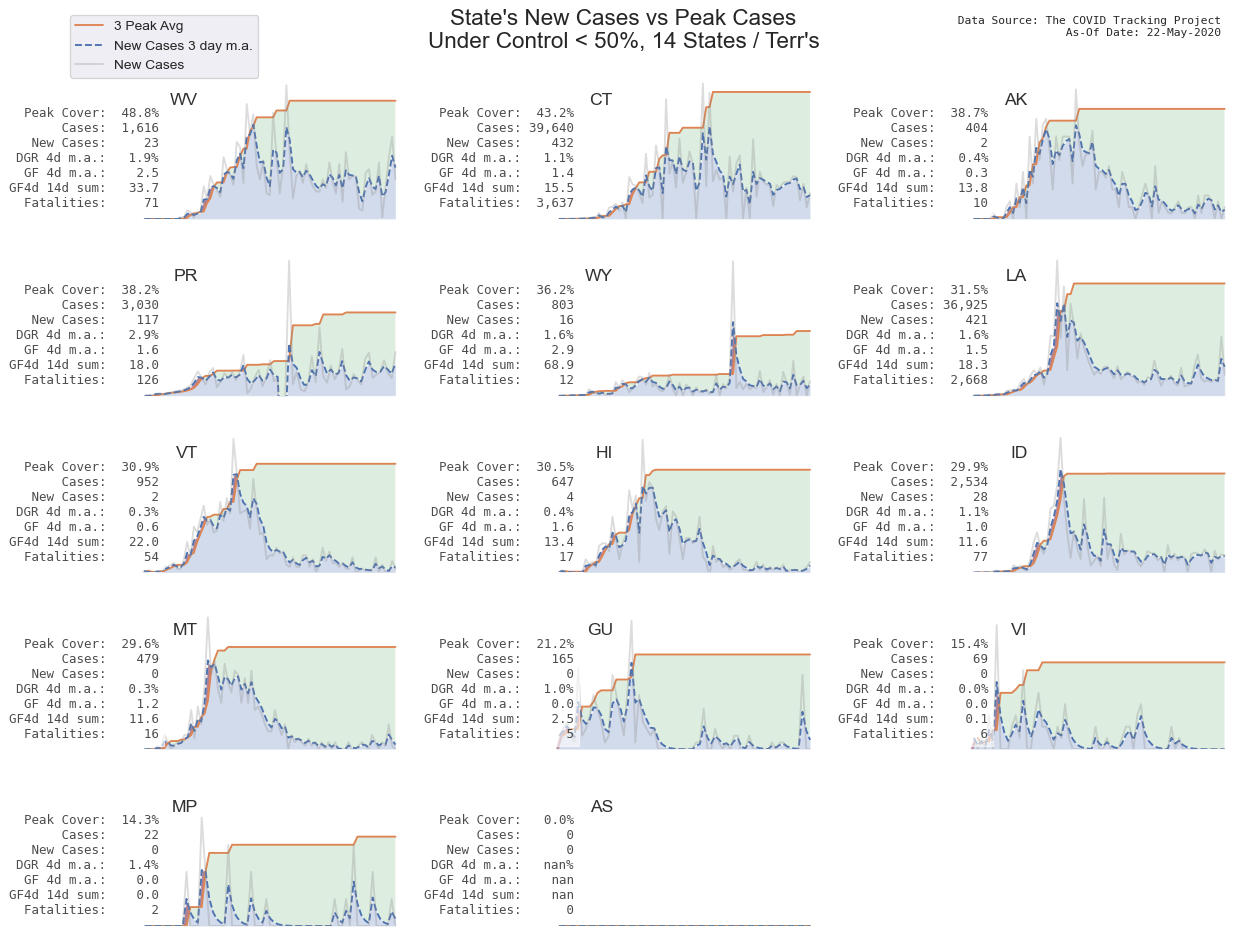 State's New Cases vs Peak Cases
Under Control < 50%, 14 States / Terr's
3 Peak Avg
New Cases 3 day m.a.
New Cases
Data Source: The COVID Tracking Project
As-Of Date: 22-May-2020
WV
Peak Cover: 48.8%
Cases: 1,616
New Cases: 23
DGR 4d m.a.: 1.9%
GF 4d m.a.: 2.5
GF4d 14d sum: 33.7
Fatalities: 71
CT
Peak Cover: 43.2%
Cases: 39,640
New Cases: 432
DGR 4d m.a.: 1.1%
GF 4d m.a.: 1.4
GF4d 14d sum: 15.5
Fatalities: 3,637
AK
Peak Cover: 38.7%
Cases: 404
New Cases: 2
DGR 4d m.a.: 0.4%
GF 4d m.a.: 0.3
GF4d 14d sum: 13.8
Fatalities: 10
PR
Peak Cover: 38.2%
Cases: 3,030
New Cases: 117
DGR 4d m.a.: 2.9%
GF 4d m.a.: 1.6
GF4d 14d sum: 18.0
Fatalities: 126
WY
Peak Cover: 36.2%
Cases: 803
New Cases: 16
DGR 4d m.a.: 1.6%
GF 4d m.a.: 2.9
GF4d 14d sum: 68.9
Fatalities: 12
LA
Peak Cover: 31.5%
Cases: 36,925
New Cases: 421
DGR 4d m.a.: 1.6%
GF 4d m.a.: 1.5
GF4d 14d sum: 18.3
Fatalities: 2,668
VT
Peak Cover: 30.9%
Cases: 952
New Cases: 2
DGR 4d m.a.: 0.3%
GF 4d m.a.: 0.6
GF4d 14d sum: 22.0
Fatalities: 54
HI
Peak Cover: 30.5%
Cases: 647
New Cases: 4
DGR 4d m.a.: 0.4%
GF 4d m.a.: 1.6
GF4d 14d sum: 13.4
Fatalities: 17
ID
Peak Cover: 29.9%
Cases: 2,534
New Cases: 28
DGR 4d m.a.: 1.1%
GF 4d m.a.: 1.0
GF4d 14d sum: 11.6
Fatalities: 77
MT
Peak Cover: 29.6%
Cases: 479
New Cases: 0
DGR 4d m.a.: 0.3%
GF 4d m.a.: 1.2
GF4d 14d sum: 11.6
Fatalities: 16
GU
Peak Cover: 21.2%
Cases: 165
New Cases: 0
DGR 4d m.a.: 1.0%
GF 4d m.a.: 0.0
GF4d 14d sum: 2.5
Fatalities: 5
VI
Peak Cover: 15.4%
Cases: 69
New Cases: 0
DGR 4d m.a.: 0.0%
GF 4d m.a.: 0.0
GF4d 14d sum: 0.1
Fatalities: 6
MP
Peak Cover: 14.3%
Cases: 22
New Cases: 0
DGR 4d m.a.: 1.4%
GF 4d m.a.: 0.0
GF4d 14d sum: 0.0
Fatalities: 2
AS
Peak Cover: 0.0%
Cases: 0
New Cases: 0
DGR 4d m.a.: nan%
GF 4d m.a.: nan
GF4d 14d sum: nan
Fatalities: 0